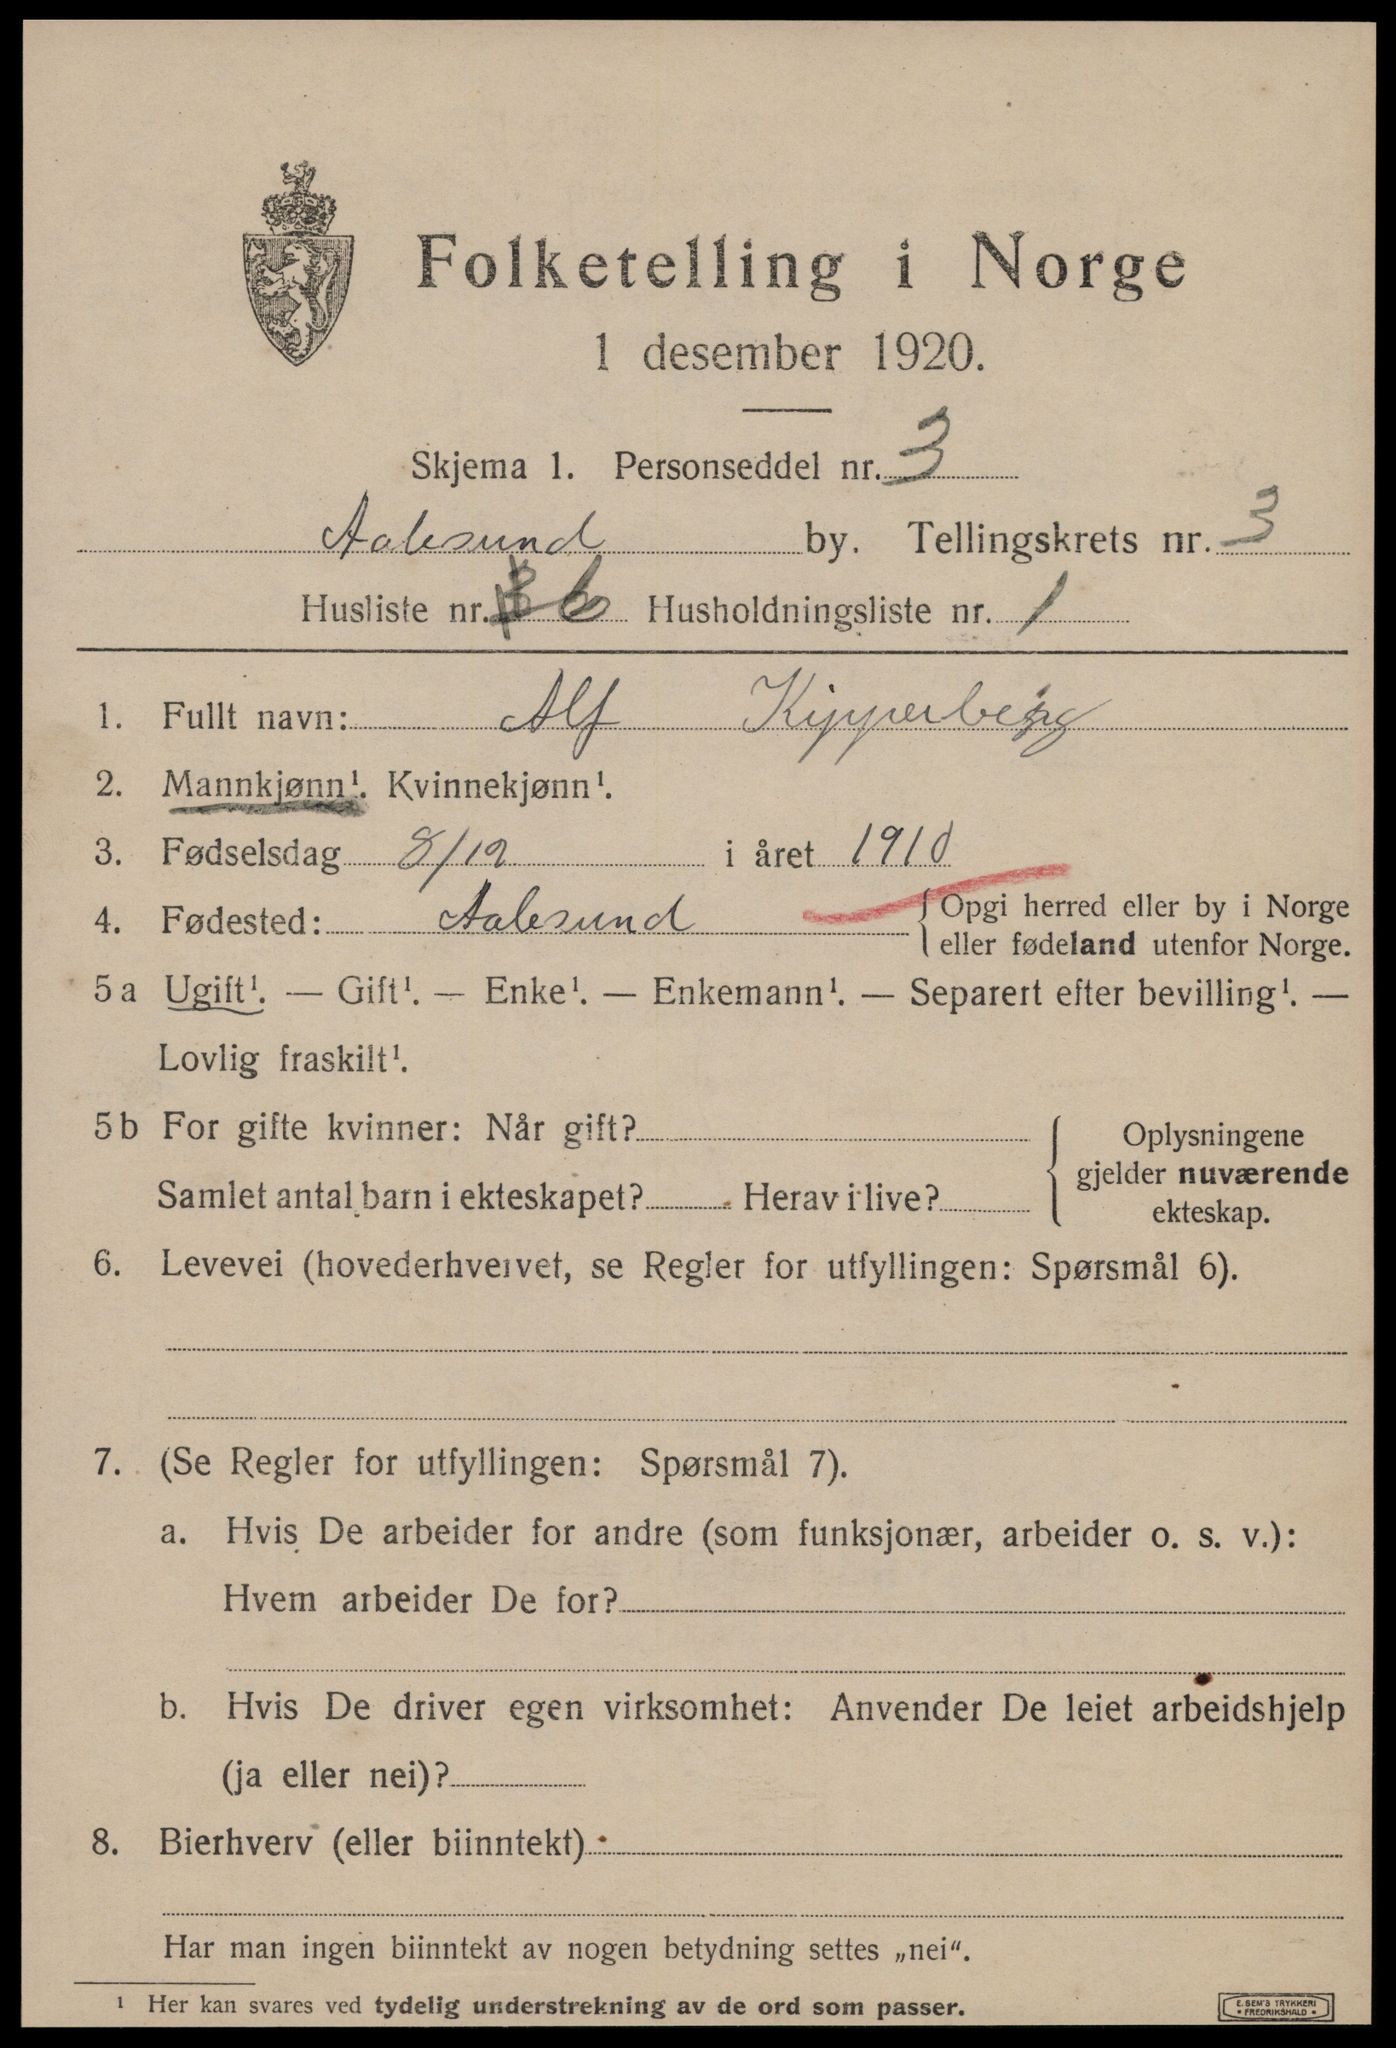 Folketelling i Norge
1 desember 1920.
Skjema 1. Personseddel nr. 3
Aalesund by. Tellingskrets nr. 3
Husliste nr. 6 Husholdningsliste nr. 1
1. Fullt navn: Alf Kipperberg
2. Mannkjønn¹. Kvinnekjønn¹.
3. Fødselsdag 8/12 i året 1910
4. Fødested: Aalesund { Opgi herred eller by i Norge
eller fødeland utenfor Norge.
5a Ugift¹. — Gift¹. — Enke¹. — Enkemann¹. — Separert efter bevilling¹. —
Lovlig fraskilt¹.
5b For gifte kvinner: Når gift?
Samlet antal barn i ekteskapet? Herav i live?
Oplysningene
gjelder nuværende
ekteskap.
6. Levevei (hovederhvervet, se Regler for utfyllingen: Spørsmål 6).
7. (Se Regler for utfyllingen: Spørsmål 7).
a. Hvis De arbeider for andre (som funksjonær, arbeider o. s. v.):
Hvem arbeider De for?
b. Hvis De driver egen virksomhet: Anvender De leiet arbeidshjelp
(ja eller nei)?
8. Bierhverv (eller biinntekt)
Har man ingen biinntekt av nogen betydning settes „nei“.
¹ Her kan svares ved tydelig understrekning av de ord som passer.
E. SEM'S TRYKKERI
• FREDRIKSHALD •